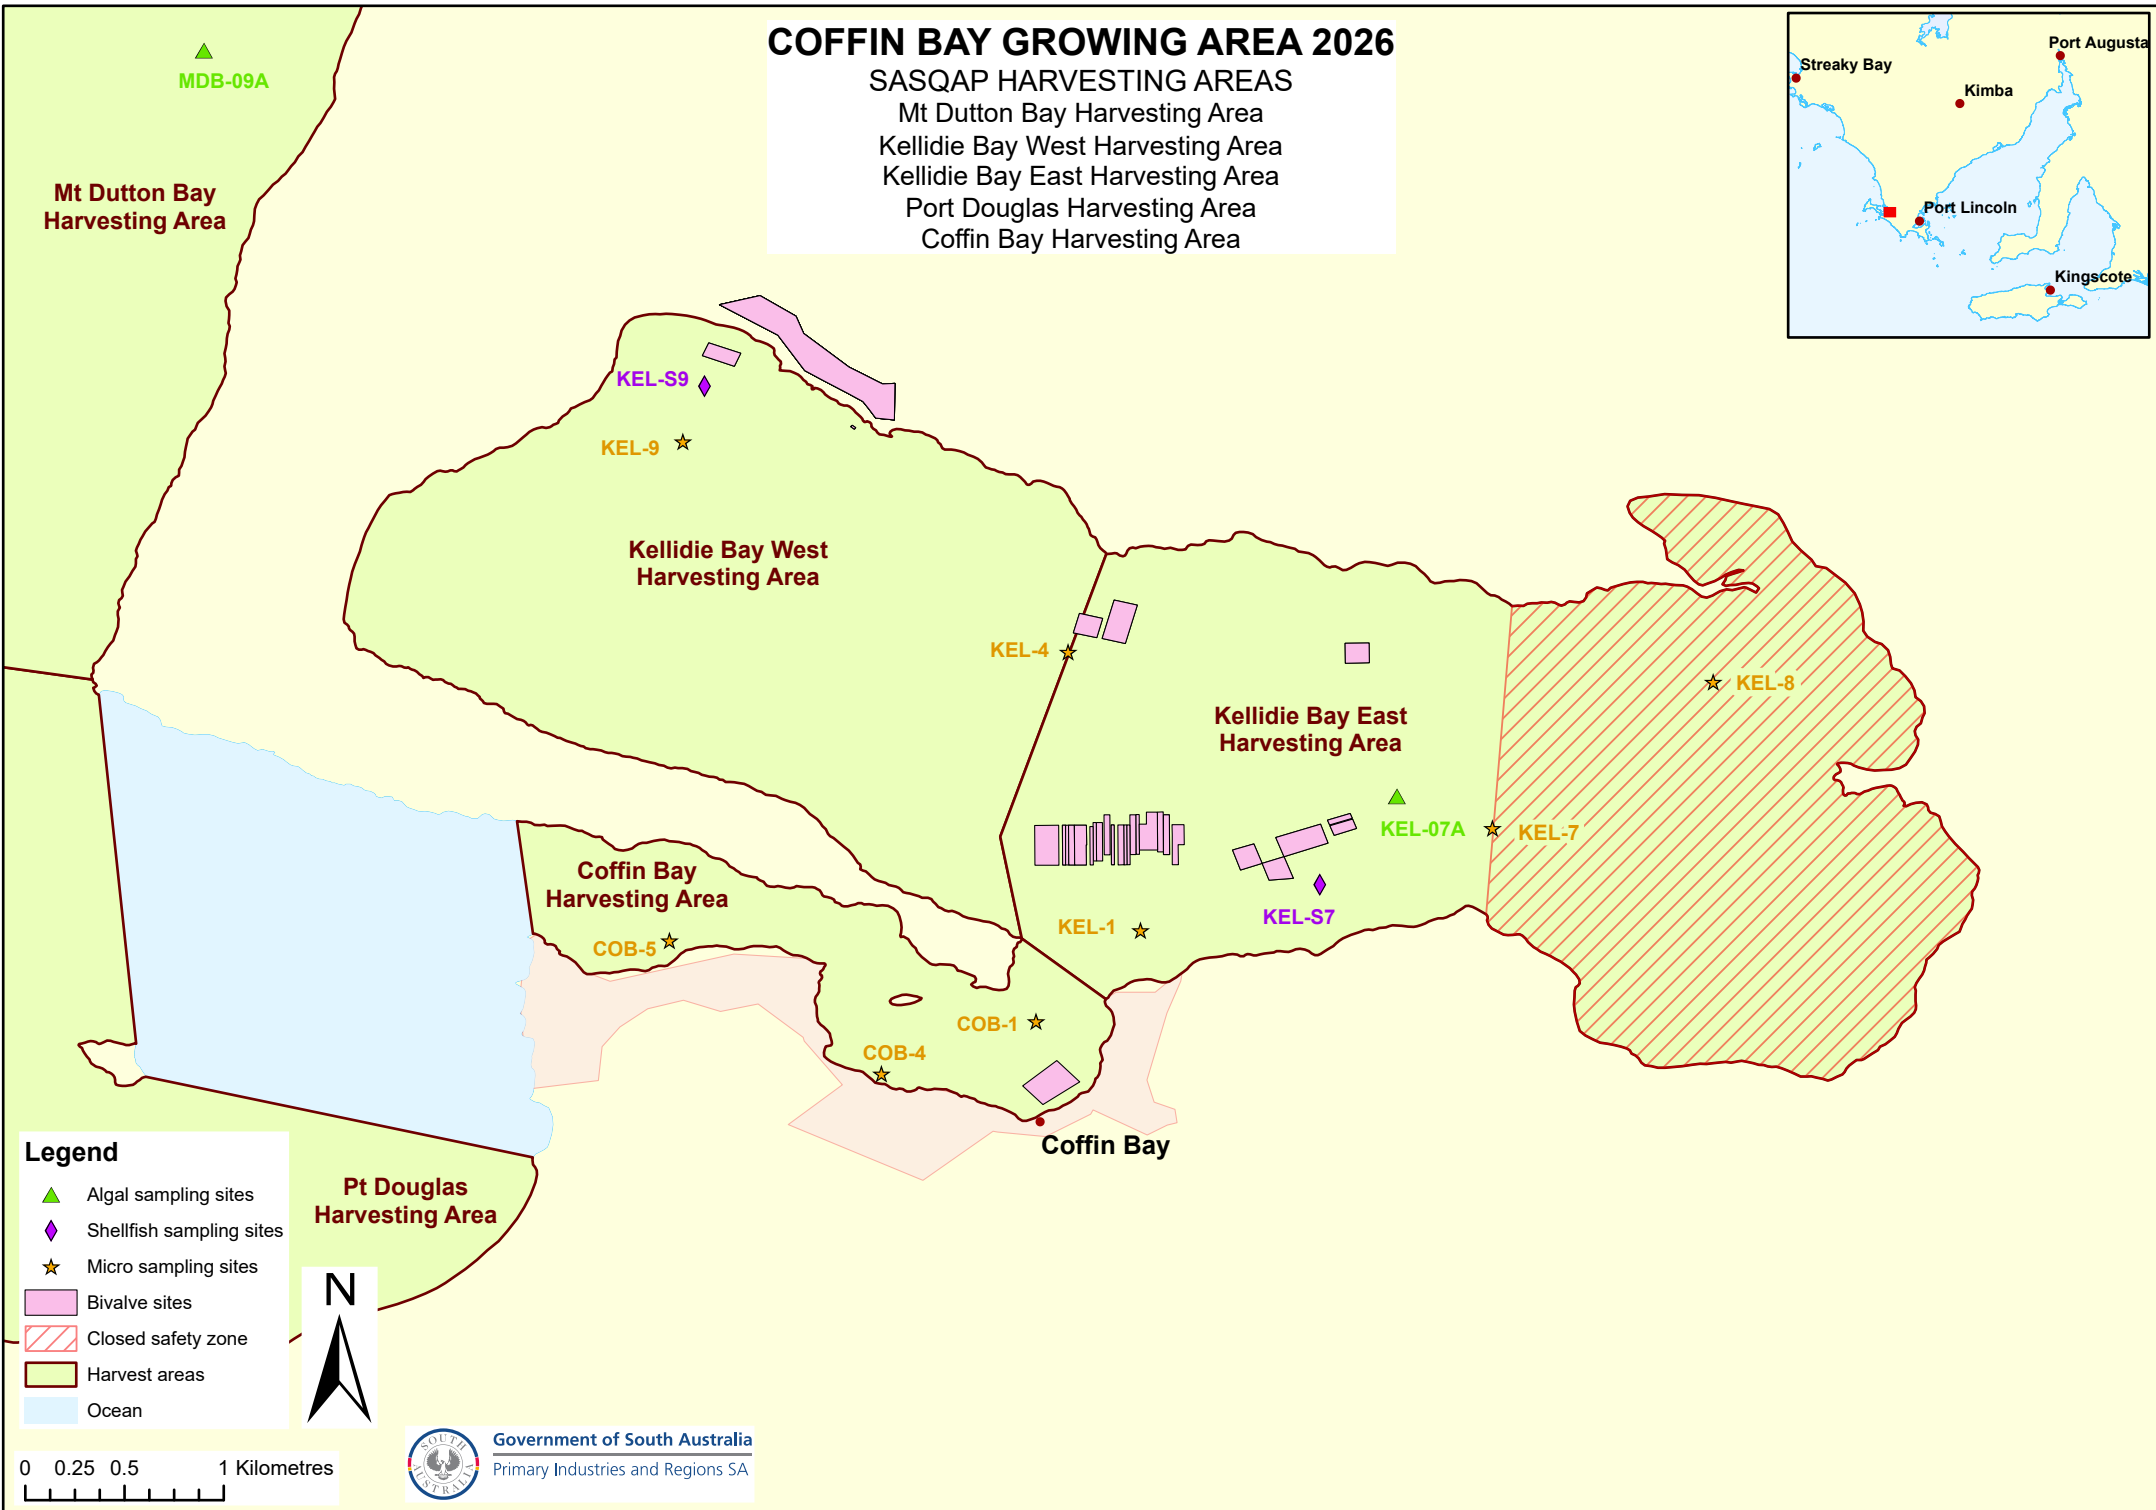 COFFIN BAY GROWING AREA 2026
SASQAP HARVESTING AREAS
Mt Dutton Bay Harvesting Area
Kellidie Bay West Harvesting Area
Kellidie Bay East Harvesting Area
Port Douglas Harvesting Area
Coffin Bay Harvesting Area
Port Augusta
Streaky Bay
Kimba
Port Lincoln
Kingscote
MDB-09A
Mt Dutton Bay
Harvesting Area
KEL-S9
KEL-9
Kellidie Bay West
Harvesting Area
KEL-4
KEL-8
Kellidie Bay East
Harvesting Area
KEL-07A
KEL-7
Coffin Bay
Harvesting Area
KEL-S7
KEL-1
COB-5
COB-1
COB-4
Coffin Bay
Pt Douglas
Harvesting Area
Legend
Algal sampling sites
Shellfish sampling sites
Micro sampling sites
Bivalve sites
Closed safety zone
Harvest areas
Ocean
N
0 0.25 0.5 1 Kilometres
SOUTH
AUSTRALIA
Government of South Australia
Primary Industries and Regions SA